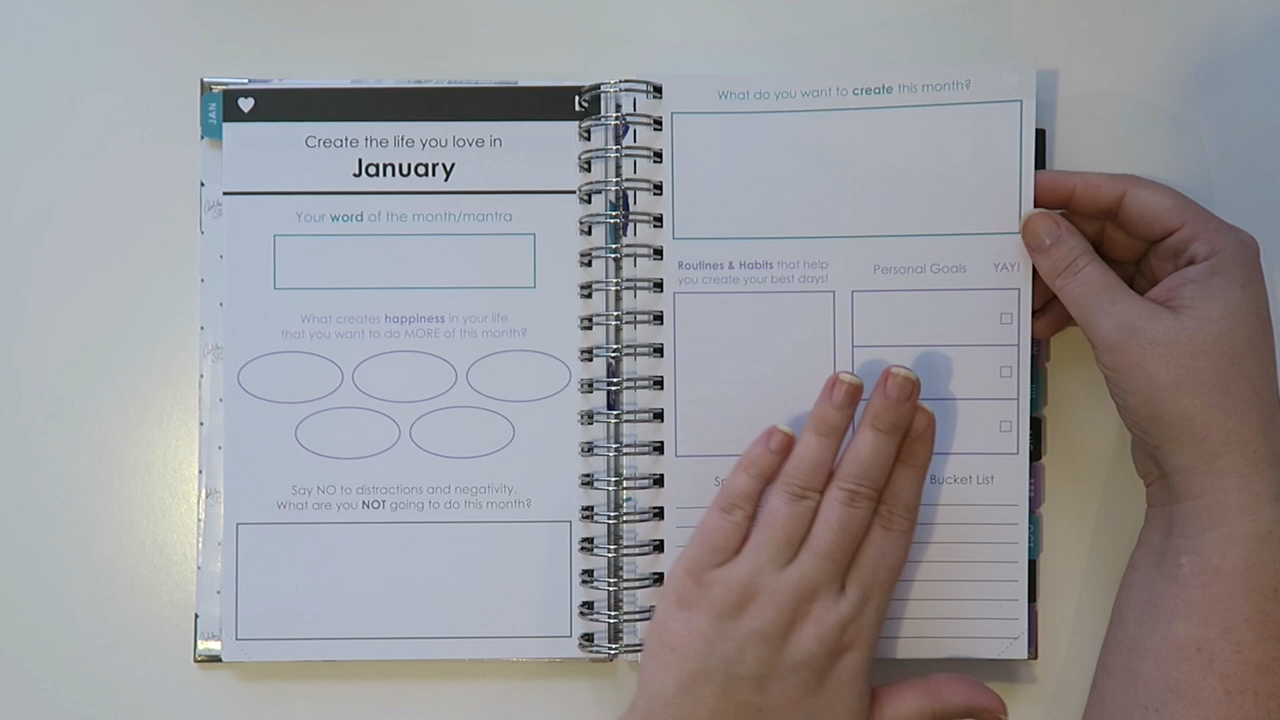 JAN
Create the life you love in
January
Your word of the month/mantra
What creates happiness in your life
that you want to do MORE of this month?
Say NO to distractions and negativity.
What are you NOT going to do this month?
What do you want to create this month?
Routines & Habits that help
you create your best days!
Personal Goals YAY!
Bucket List
OCT